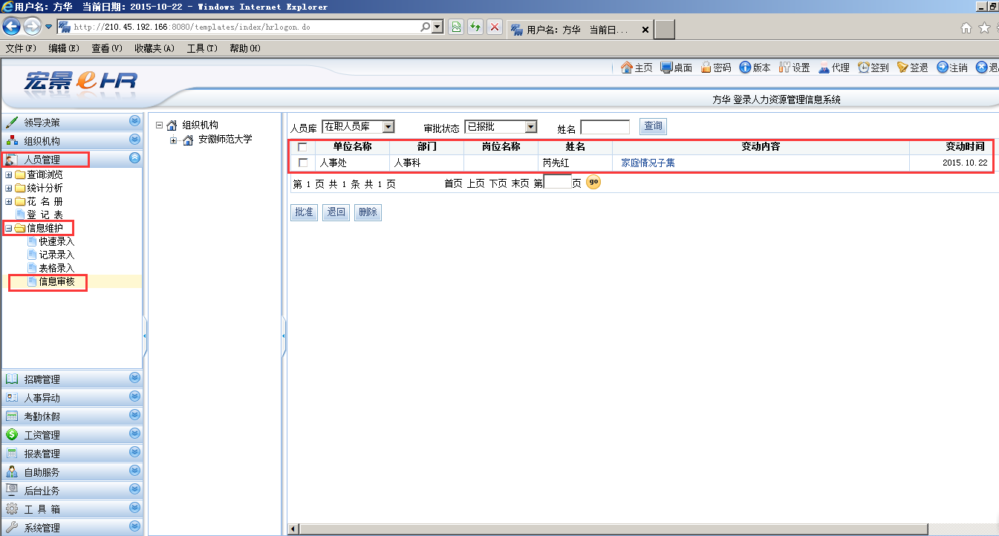 用户名：方华 当前日期：2015-10-22 - Windows Internet Explorer
http://210.45.192.166:8080/templates/index/hrlogon.do
用户名：方华 当前日...
文件(F) 编辑(E) 查看(V) 收藏夹(A) 工具(T) 帮助(H)
宏景eHR
主页 桌面 密码 版本 设置 代理 签到 签退 注销
方华 登录人力资源管理信息系统
领导决策
组织机构
人员管理
查询浏览
统计分析
花 名 册
登 记 表
信息维护
快速录入
记录录入
表格录入
信息审核
招聘管理
人事异动
考勤休假
工资管理
报表管理
自助服务
后台业务
工 具 箱
系统管理
组织机构
安徽师范大学
人员库 在职人员库 审批状态 已报批 姓名 查询
单位名称 部门 岗位名称 姓名 变动内容 变动时间
人事处 人事科 芮先红 家庭情况子集 2015.10.22
第 1 页 共 1 条 共 1 页 首页 上页 下页 末页 第 页 go
批准 退回 删除